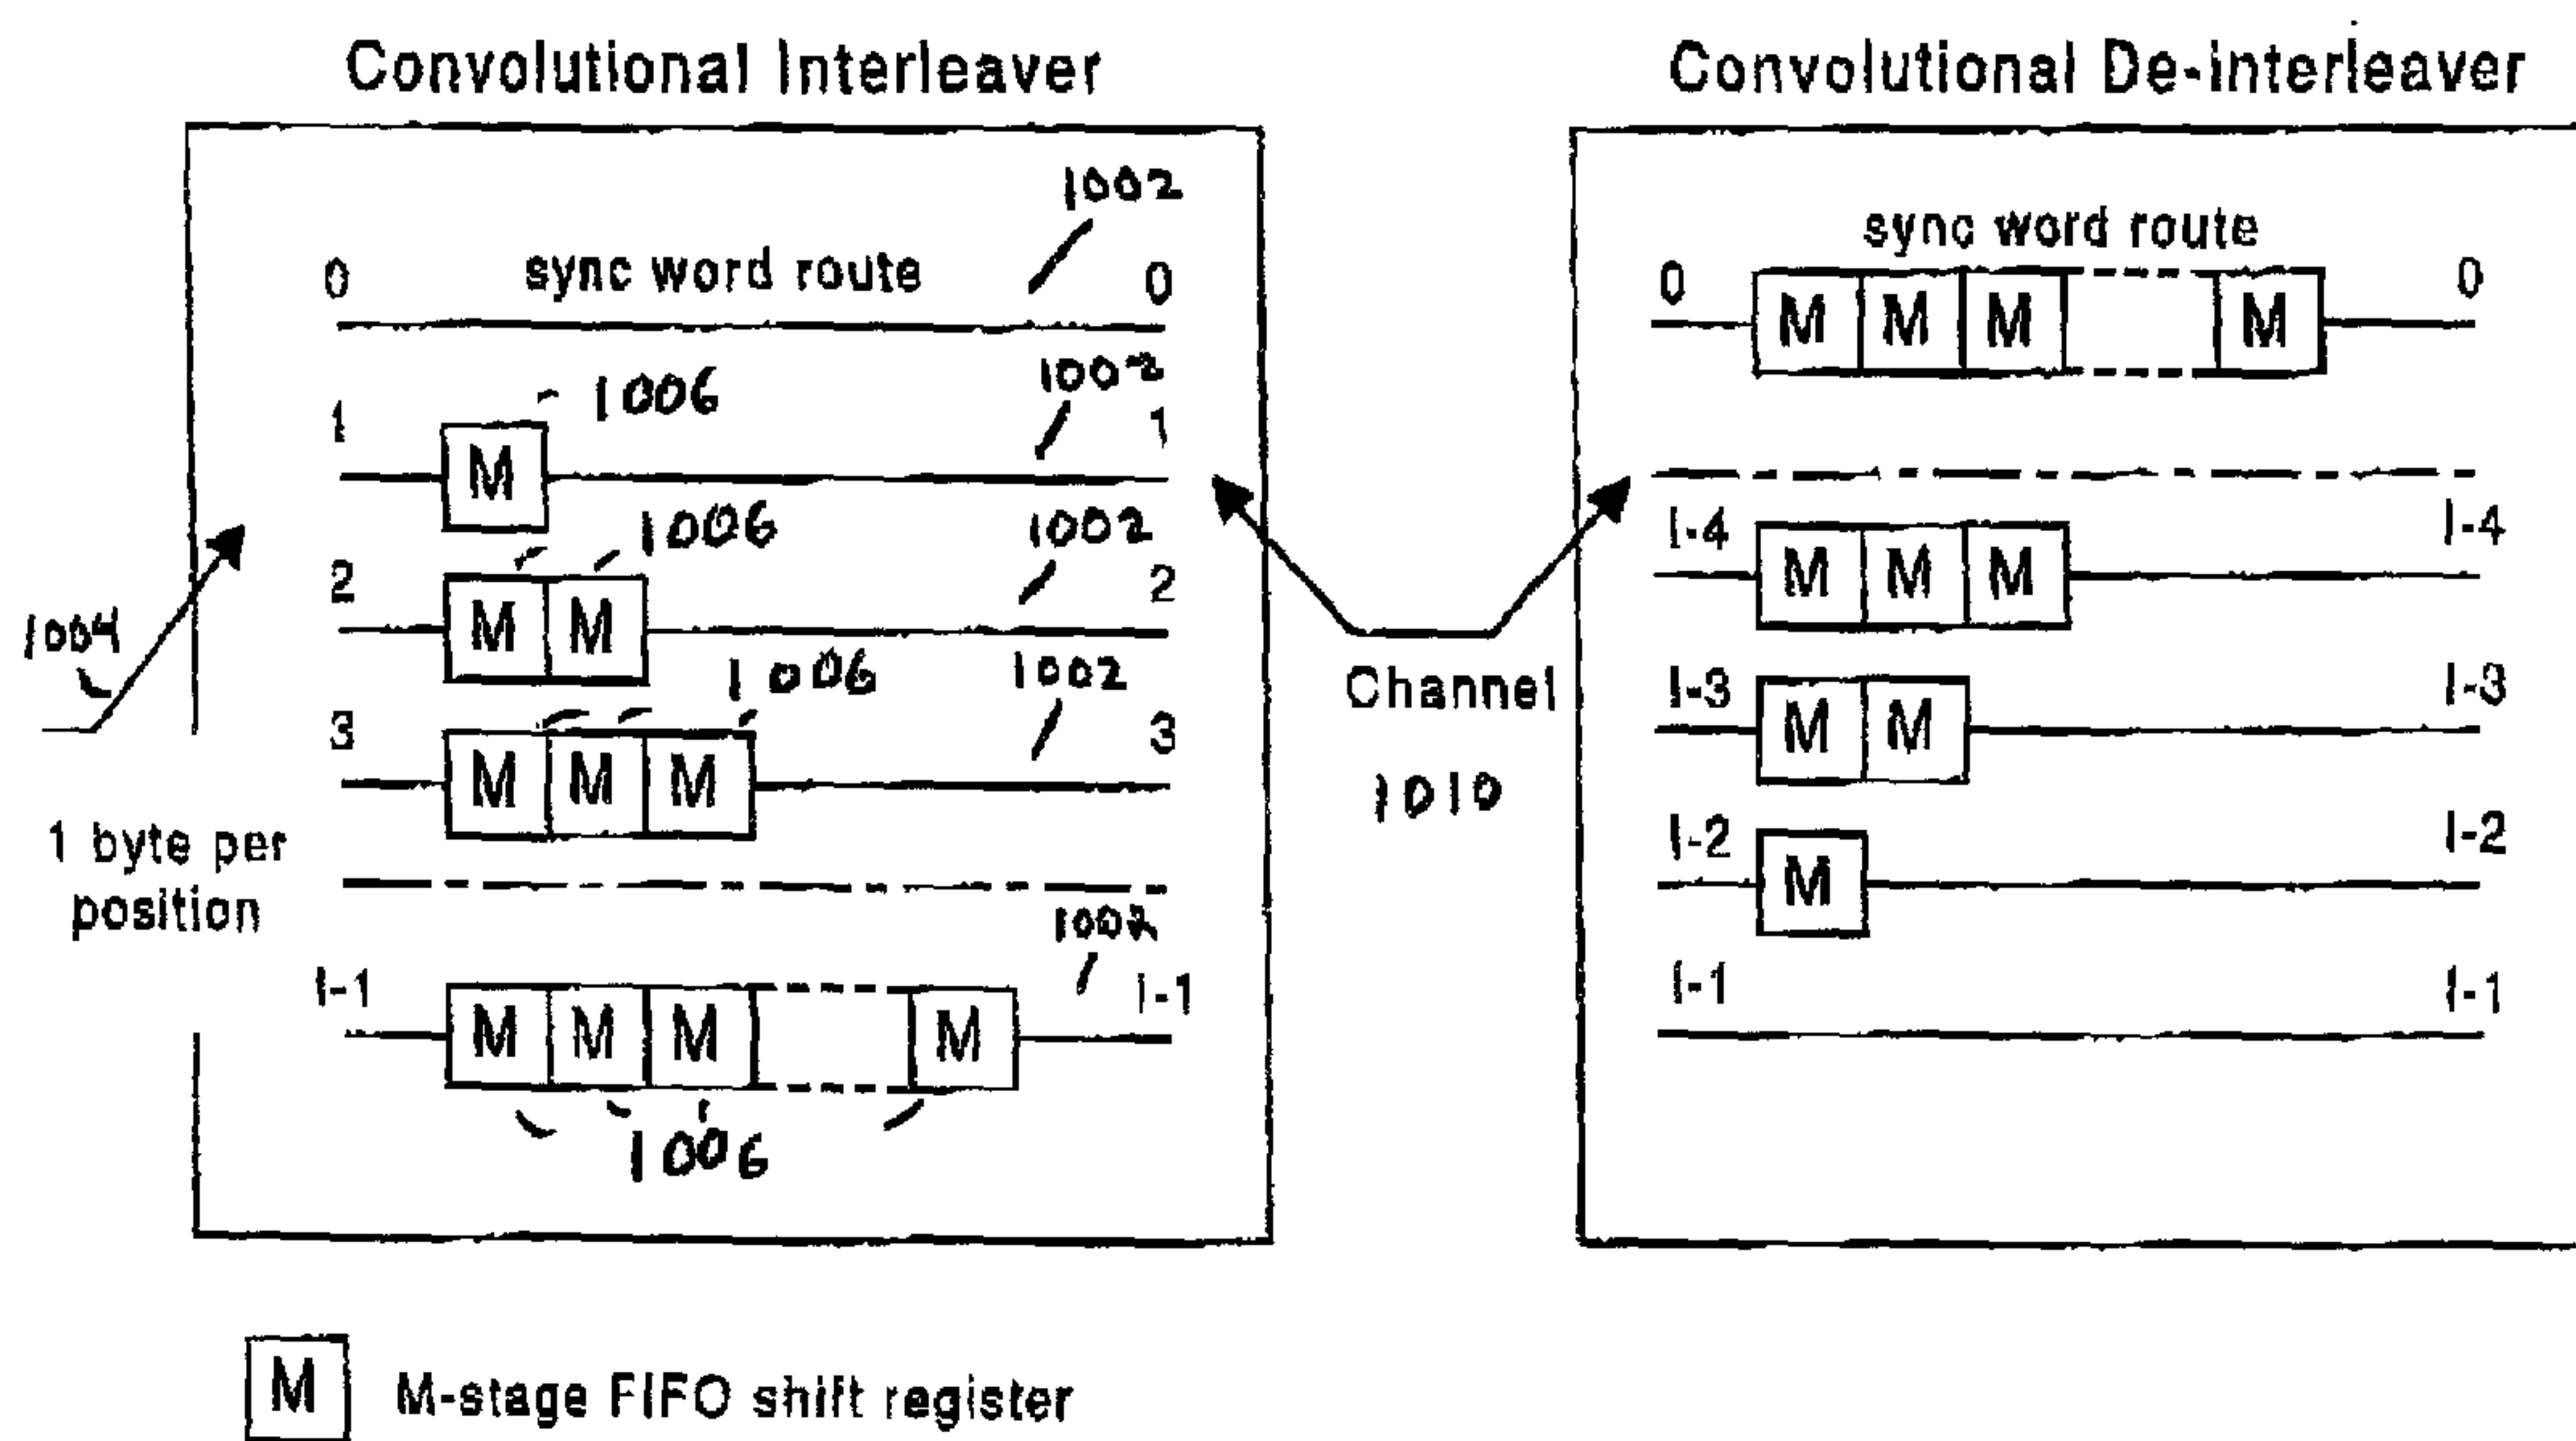 Convolutional Interleaver
1002
0 sync word route 0
1006
1002
1 1
M
1006
1002
2 2
M M
1006
1002
3 3
M M M
1002
I-1 I-1
M M M M
1006
1004
1 byte per
position
Channel
1010
Convolutional De-interleaver
sync word route
0 0
M M M M
I-4 I-4
M M M
I-3 I-3
M M
I-2 I-2
M
I-1 I-1
M M-stage FIFO shift register